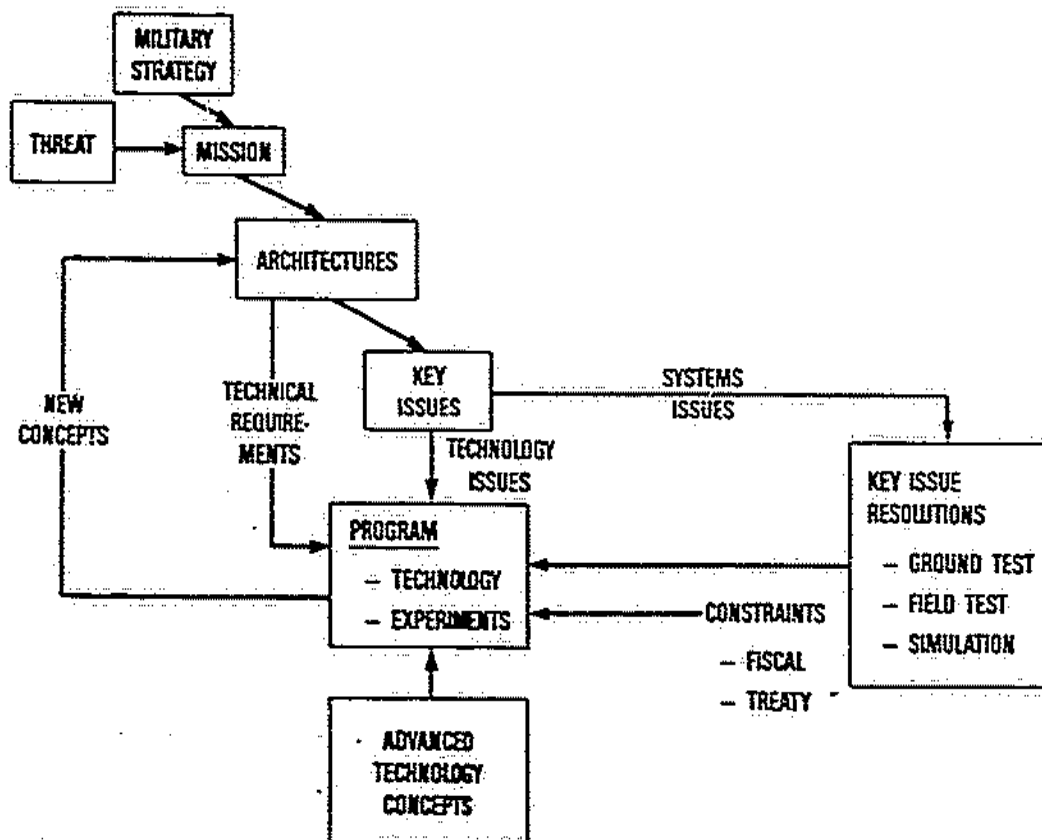 MILITARY
STRATEGY
THREAT
MISSION
ARCHITECTURES
NEW
CONCEPTS
TECHNICAL
REQUIRE-
MENTS
KEY
ISSUES
SYSTEMS
ISSUES
TECHNOLOGY
ISSUES
KEY ISSUE
RESOLUTIONS
– GROUND TEST
– FIELD TEST
– SIMULATION
PROGRAM
– TECHNOLOGY
– EXPERIMENTS
CONSTRAINTS
– FISCAL
– TREATY
ADVANCED
TECHNOLOGY
CONCEPTS